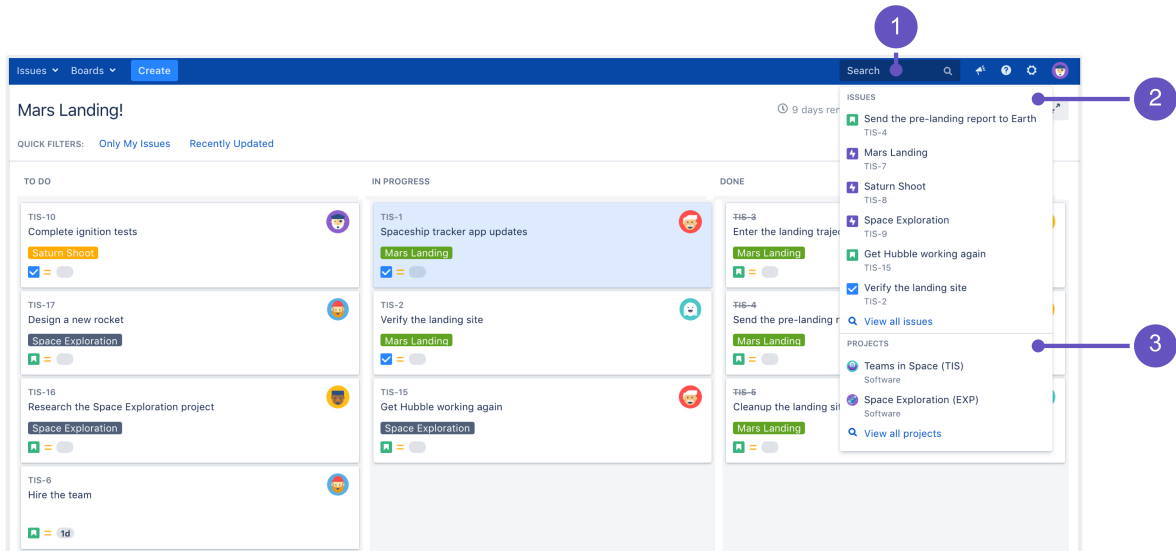 1
Issues Boards Create Search
2
Mars Landing!
9 days
QUICK FILTERS: Only My Issues Recently Updated
TO DO
IN PROGRESS
DONE
TIS-10
Complete ignition tests
Saturn Shoot
TIS-17
Design a new rocket
Space Exploration
TIS-16
Research the Space Exploration project
Space Exploration
TIS-6
Hire the team
1d
TIS-1
Spaceship tracker app updates
Mars Landing
TIS-2
Verify the landing site
Mars Landing
TIS-15
Get Hubble working again
Space Exploration
TIS-3
Enter the landing
Mars Landing
TIS-4
Send the pre-landing
Mars Landing
TIS-5
Cleanup the landing
Mars Landing
ISSUES
Send the pre-landing report to Earth
TIS-4
Mars Landing
TIS-7
Saturn Shoot
TIS-8
Space Exploration
TIS-9
Get Hubble working again
TIS-15
Verify the landing site
TIS-2
View all issues
3
PROJECTS
Teams in Space (TIS)
Software
Space Exploration (EXP)
Software
View all projects